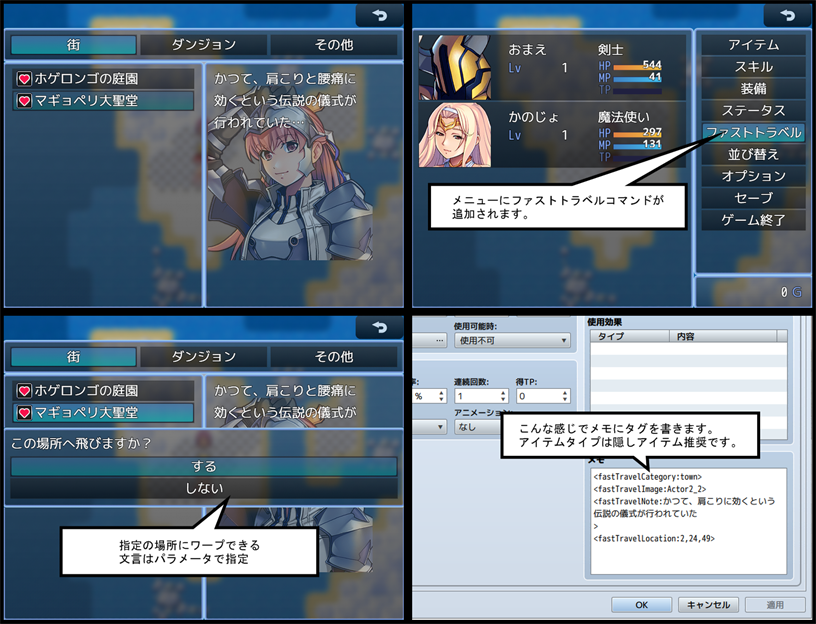 街
ダンジョン
その他
ホゲロンゴの庭園
マギョペリ大聖堂
かつて、肩こりと腰痛に
効くという伝説の儀式が
行われていた…
おまえ
剣士
Lv 1
HP 544
MP 41
TP
かのじょ
魔法使い
Lv 1
HP 297
MP 131
TP
アイテム
スキル
装備
ステータス
ファストトラベル
並び替え
オプション
セーブ
ゲーム終了
0 G
メニューにファストトラベルコマンドが
追加されます。
街
ダンジョン
その他
ホゲロンゴの庭園
マギョペリ大聖堂
かつて、肩こりと腰痛に
効くという伝説の儀式が
この場所へ飛びますか？
する
しない
指定の場所にワープできる
文言はパラメータで指定
使用可能時:
使用不可
率:
%
連続回数:
1
得TP:
0
アニメーション:
なし
使用効果
タイプ
内容
こんな感じでメモにタグを書きます。
アイテムタイプは隠しアイテム推奨です。
メモ
<fastTravelCategory:town>
<fastTravelImage:Actor2_2>
<fastTravelNote:かつて、肩こりに効くという
伝説の儀式が行われていた
>
<fastTravelLocation:2,24,49>
OK
キャンセル
適用